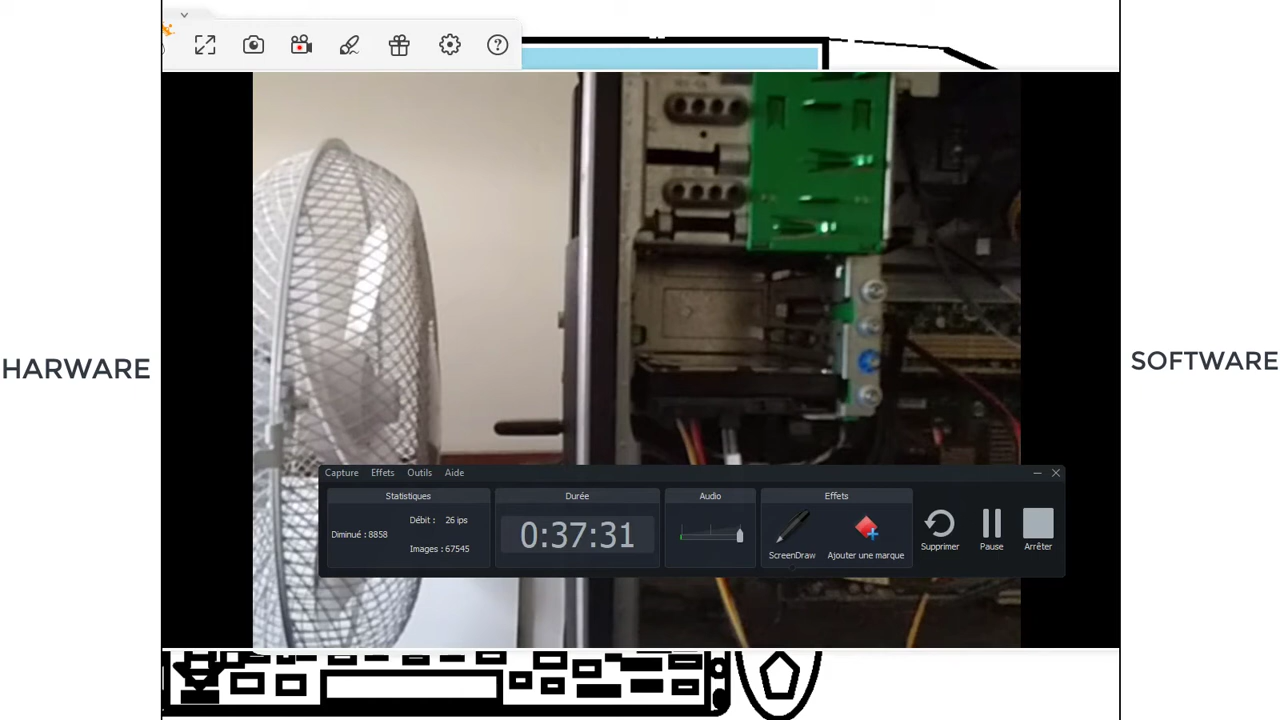 HARWARE
SOFTWARE
Capture Effets Outils Aide
Statistiques Durée Audio Effets
Diminué : 8858
Débit : 26 ips
Images : 67545
0:37:31
ScreenDraw
Ajouter une marque
Supprimer
Pause
Arrêter